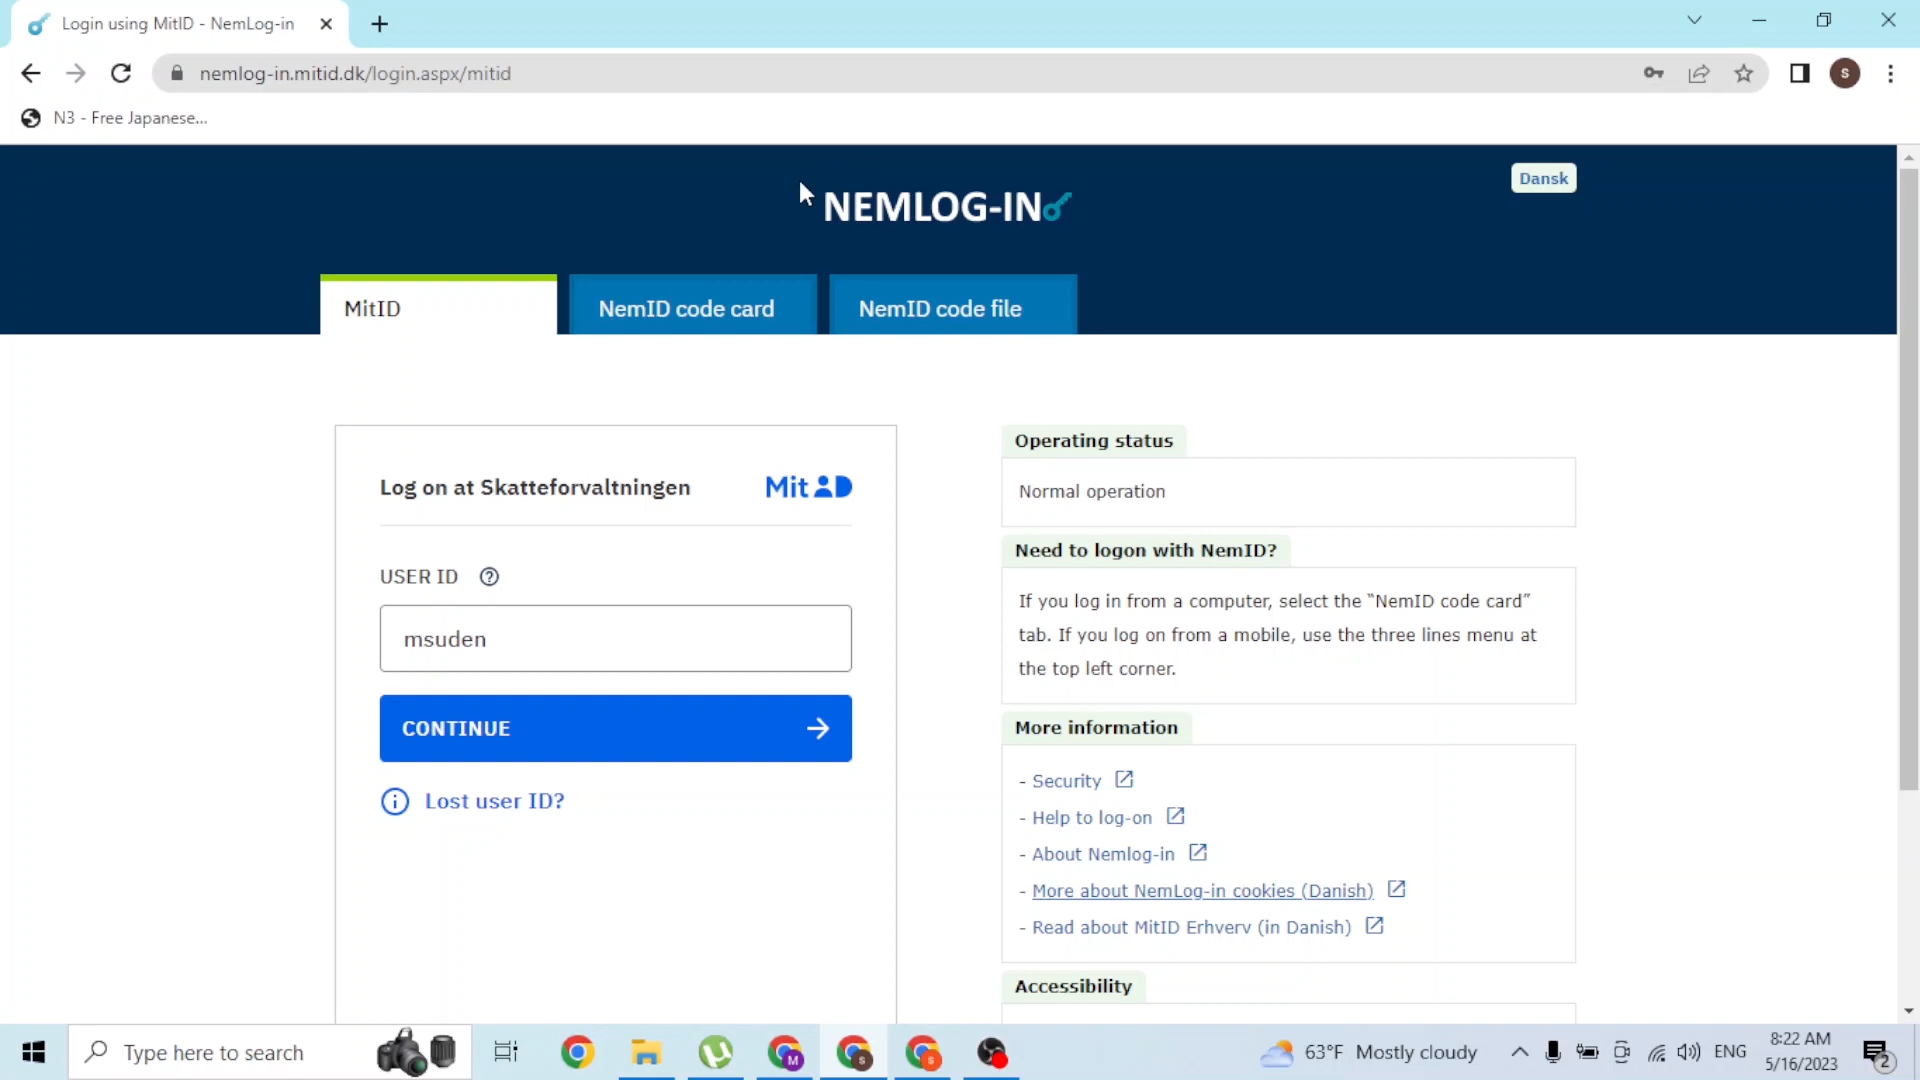 Login using MitID - NemLog-in
nemlog-in.mitid.dk/login.aspx/mitid
S
N3 - Free Japanese...
NEMLOG-IN
Dansk
MitID
NemID code card
NemID code file
Log on at Skatteforvaltningen
Mit
USER ID
msuden
CONTINUE
Lost user ID?
Operating status
Normal operation
Need to logon with NemID?
If you log in from a computer, select the “NemID code card”
tab. If you log on from a mobile, use the three lines menu at
the top left corner.
More information
- Security
- Help to log-on
- About Nemlog-in
- More about NemLog-in cookies (Danish)
- Read about MitID Erhverv (in Danish)
Accessibility
Type here to search
M
S
S
63°F Mostly cloudy
ENG
8:22 AM
5/16/2023
2